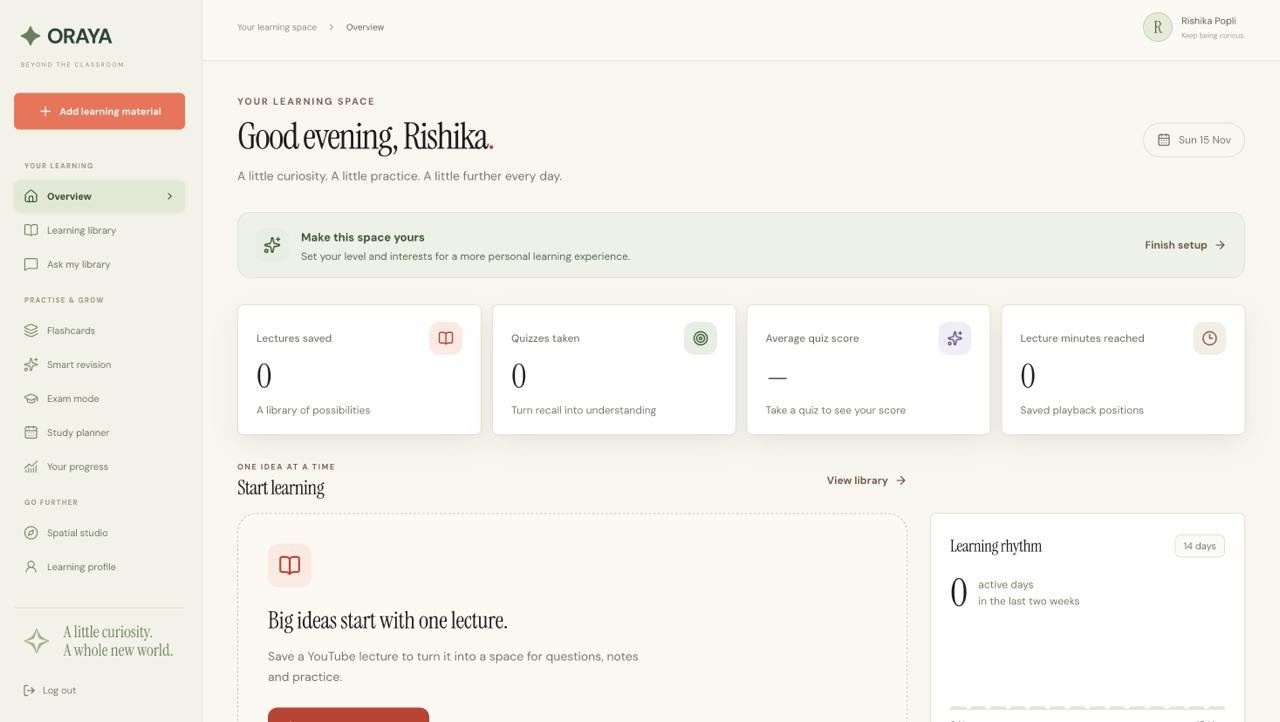 ORAYA
BEYOND THE CLASSROOM
Add learning material
YOUR LEARNING
Overview
Learning library
Ask my library
PRACTISE & GROW
Flashcards
Smart revision
Exam mode
Study planner
Your progress
GO FURTHER
Spatial studio
Learning profile
A little curiosity.
A whole new world.
Log out
Your learning space > Overview
R
Rishika Popli
Keep being curious.
YOUR LEARNING SPACE
Good evening, Rishika.
Sun 15 Nov
A little curiosity. A little practice. A little further every day.
Make this space yours
Set your level and interests for a more personal learning experience.
Finish setup
Lectures saved
0
A library of possibilities
Quizzes taken
0
Turn recall into understanding
Average quiz score
—
Take a quiz to see your score
Lecture minutes reached
0
Saved playback positions
ONE IDEA AT A TIME
Start learning
View library
Big ideas start with one lecture.
Save a YouTube lecture to turn it into a space for questions, notes
and practice.
Learning rhythm
14 days
0
active days
in the last two weeks